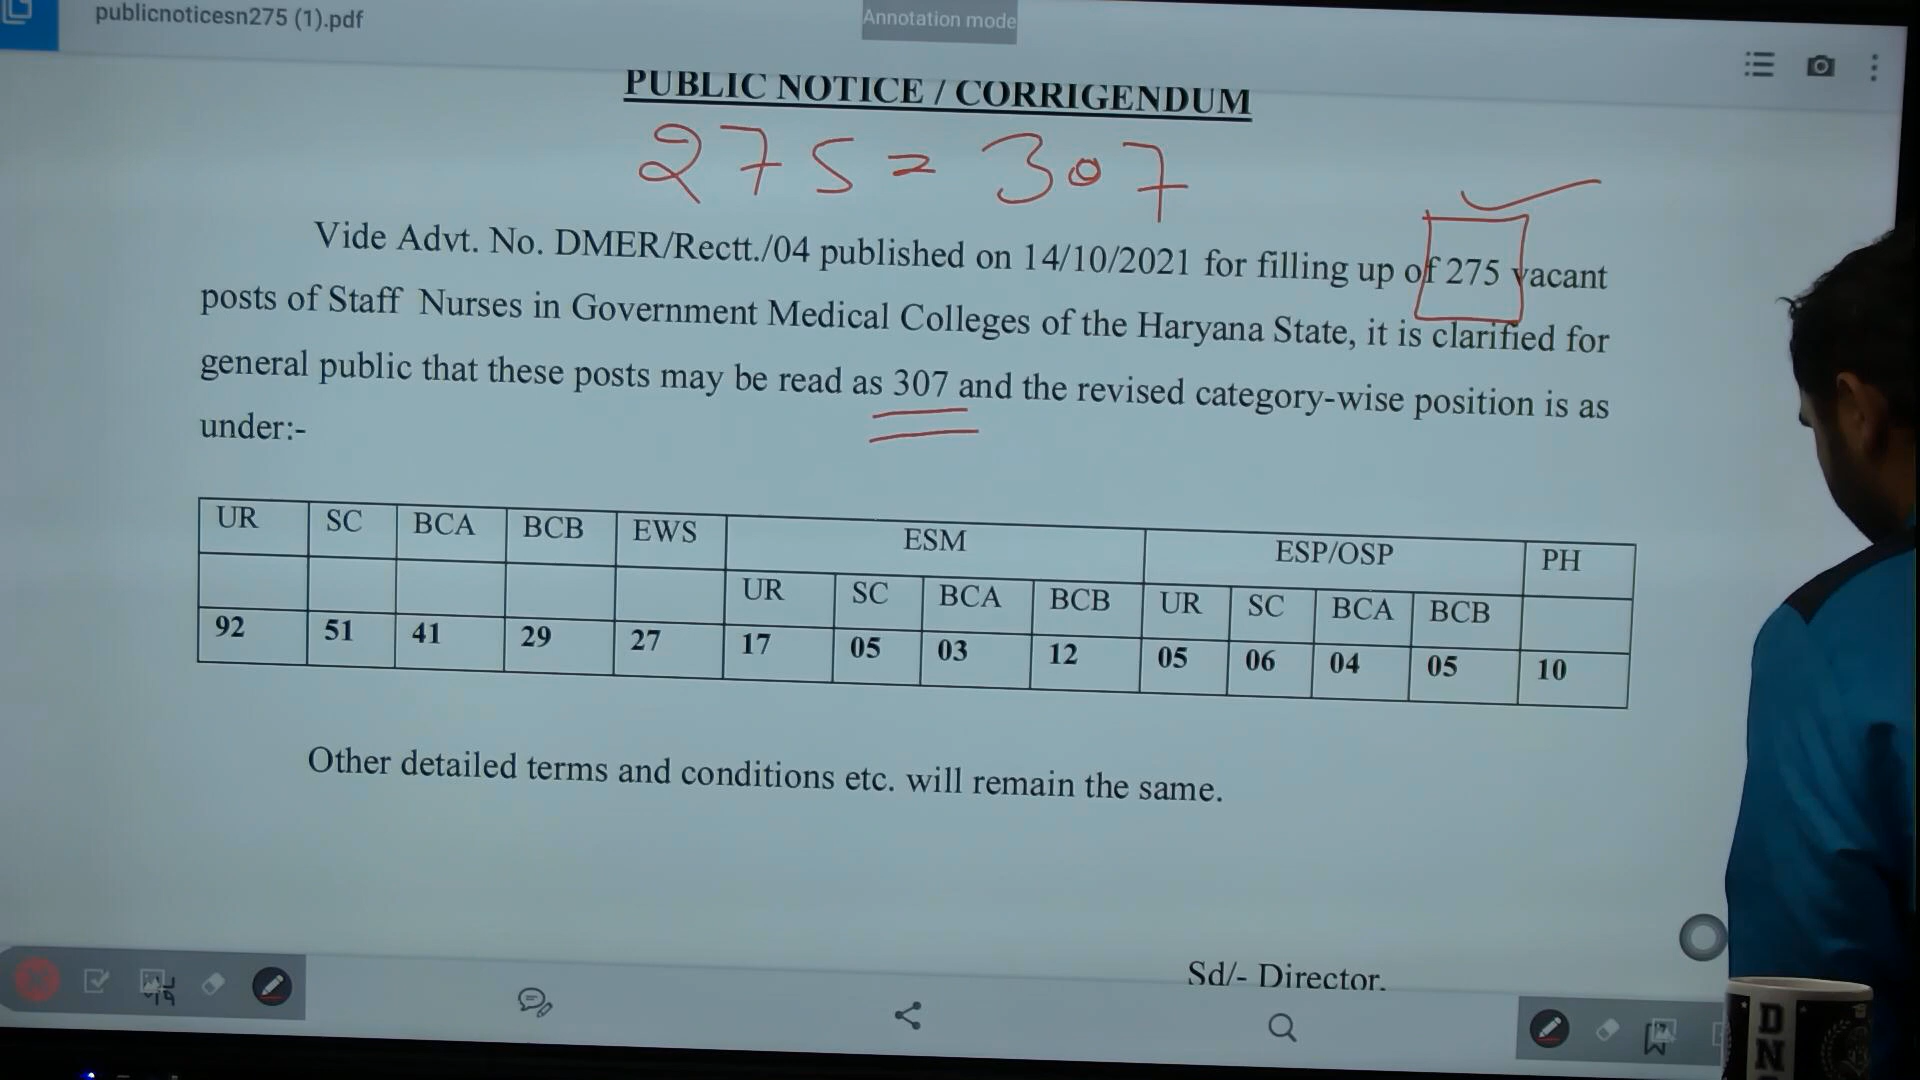 publicnoticesn275 (1).pdf
Annotation mode
PUBLIC NOTICE / CORRIGENDUM
275 = 307
Vide Advt. No. DMER/Rectt./04 published on 14/10/2021 for filling up of 275 vacant
posts of Staff Nurses in Government Medical Colleges of the Haryana State, it is clarified for
general public that these posts may be read as 307 and the revised category-wise position is as
under:-
UR SC BCA BCB EWS ESM ESP/OSP PH
UR SC BCA BCB UR SC BCA BCB
92 51 41 29 27 17 05 03 12 05 06 04 05 10
Other detailed terms and conditions etc. will remain the same.
Sd/- Director.